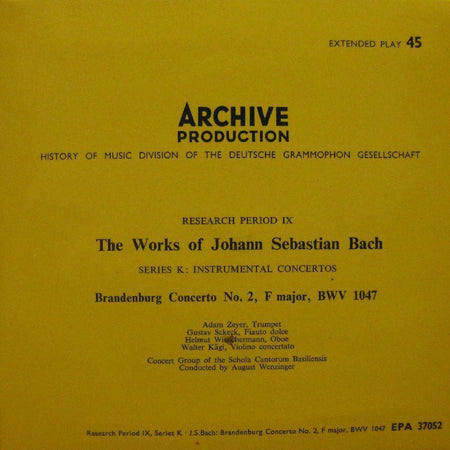 EXTENDED PLAY 45
ARCHIVE
PRODUCTION
HISTORY OF MUSIC DIVISION OF THE DEUTSCHE GRAMMOPHON GESELLSCHAFT
RESEARCH PERIOD IX
The Works of Johann Sebastian Bach
SERIES K: INSTRUMENTAL CONCERTOS
Brandenburg Concerto No. 2, F major, BWV 1047
Adam Zeyer, Trumpet
Gustav Scheck, Flauto dolce
Helmut Winschermann, Oboe
Walter Kägi, Violino concertato
Concert Group of the Schola Cantorum Basiliensis
Conducted by August Wenzinger
Research Period IX, Series K · J.S.Bach: Brandenburg Concerto No. 2, F major, BWV 1047 EPA 37052